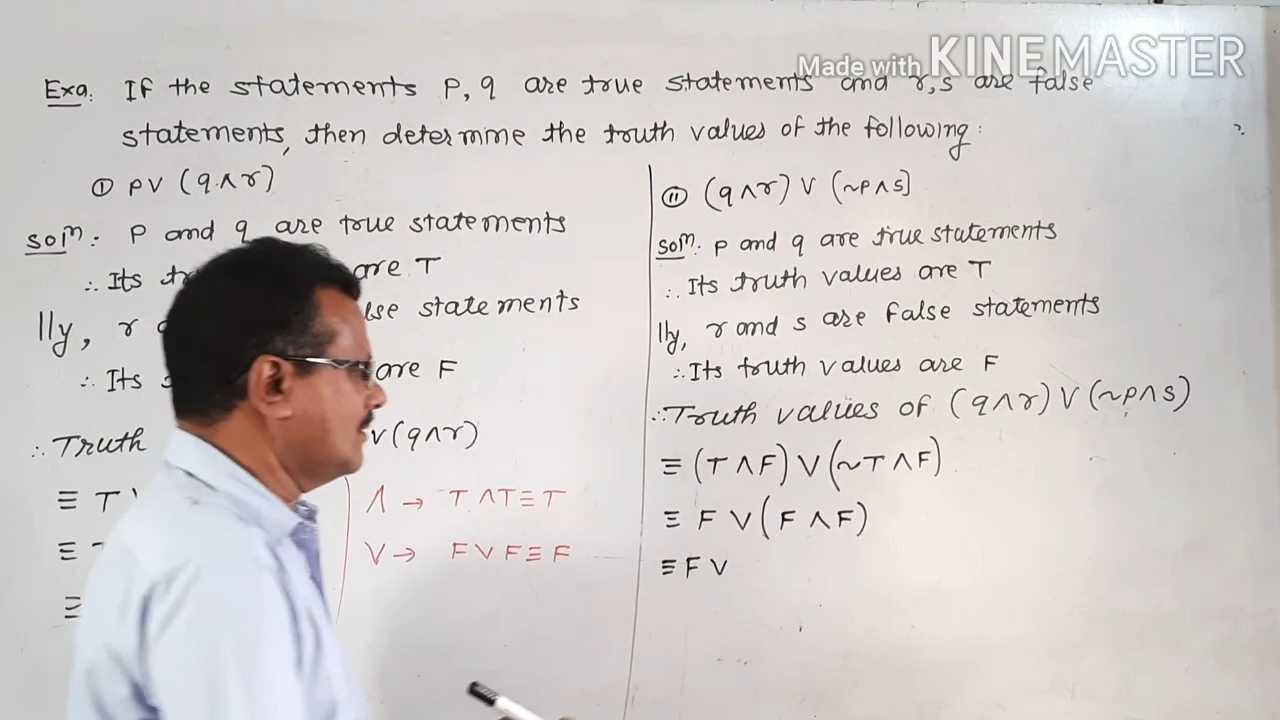 Made with KINEMASTER
Exa. If the statements p, q are true statements and r, s are false
statements, then determine the truth values of the following:
① p∨ (q∧r)
Soln: p and q are true statements
∴ Its are T
lly, r statements
∴ Its are F
∴ Truth ∨(q∧r)
≡ T
≡
≡
∧ → T ∧ T ≡ T
∨ → F ∨ F ≡ F
ⓘⓘ (q∧r) ∨ (~p∧s]
Soln: p and q are true statements
∴ Its truth values are T
lly, r and s are false statements
∴ Its truth values are F
∴ Truth values of (q∧r) ∨ (~p∧s)
≡ (T∧F) ∨ (~T∧F)
≡ F ∨ (F∧F)
≡ F ∨